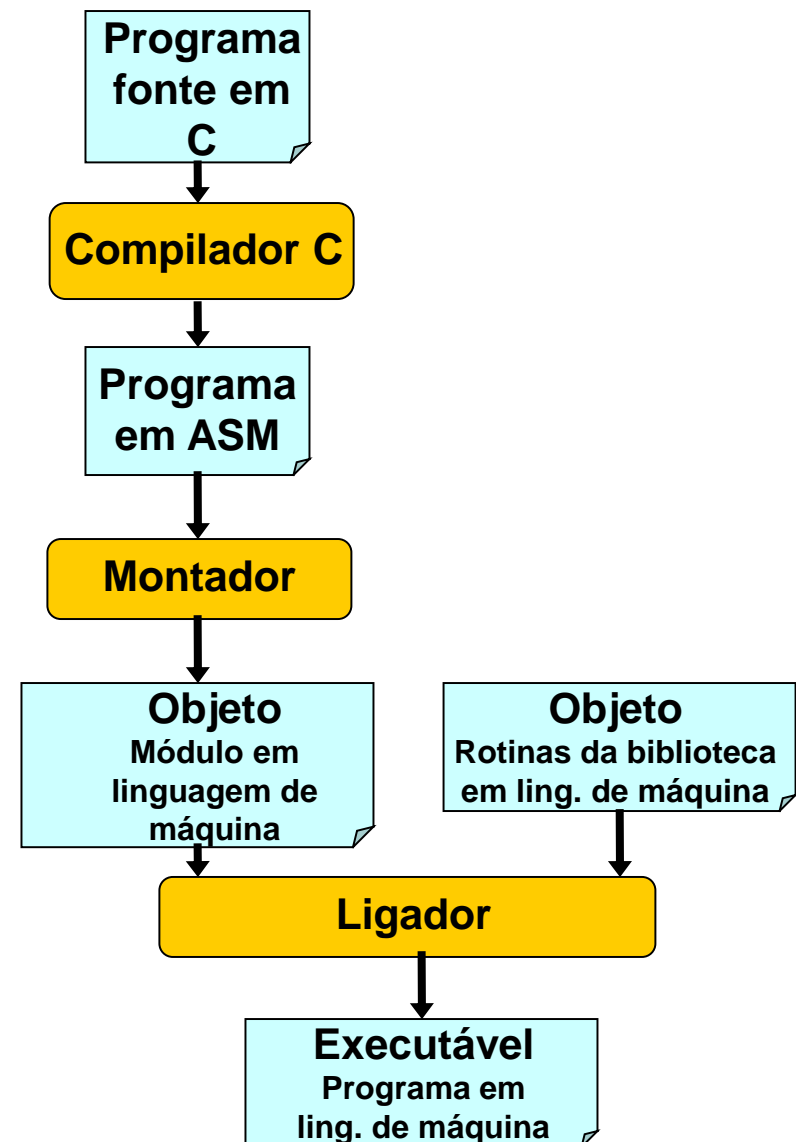 Programa
fonte em
C
Compilador C
Programa
em ASM
Montador
Objeto
Módulo em
linguagem de
máquina
Objeto
Rotinas da biblioteca
em ling. de máquina
Ligador
Executável
Programa em
ling. de máquina